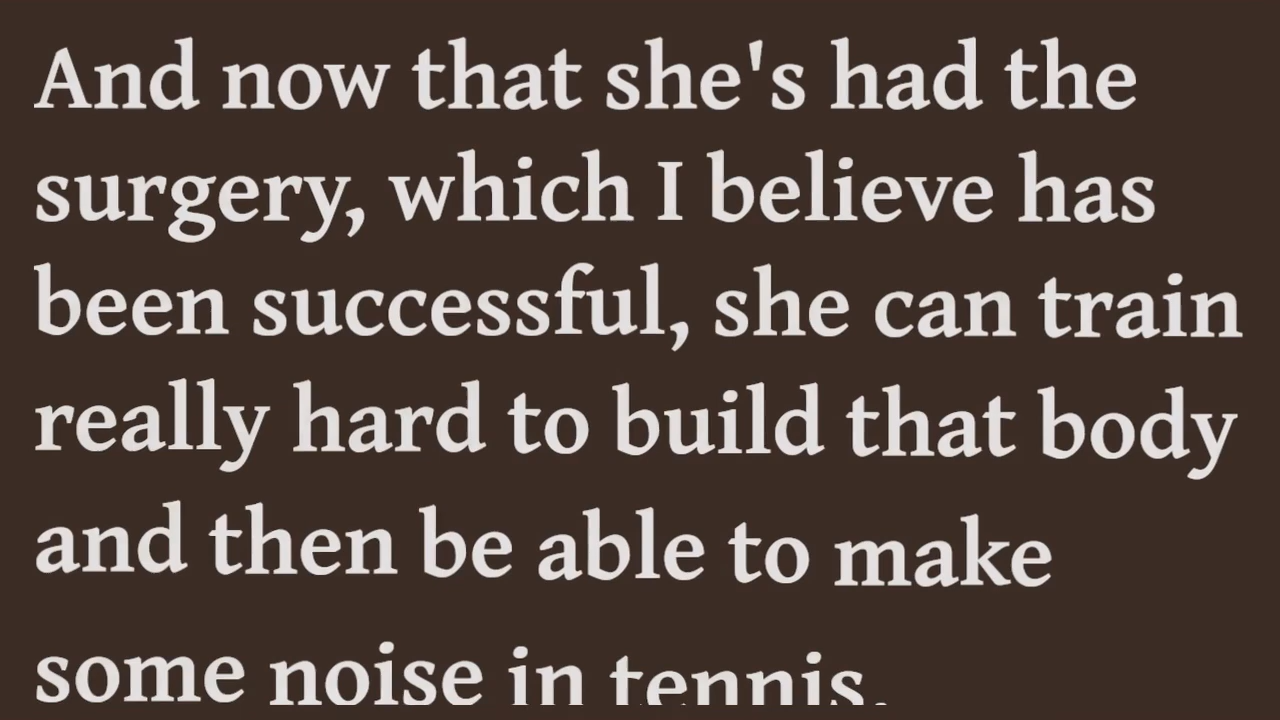 And now that she's had the
surgery, which I believe has
been successful, she can train
really hard to build that body
and then be able to make
some noise in tennis.